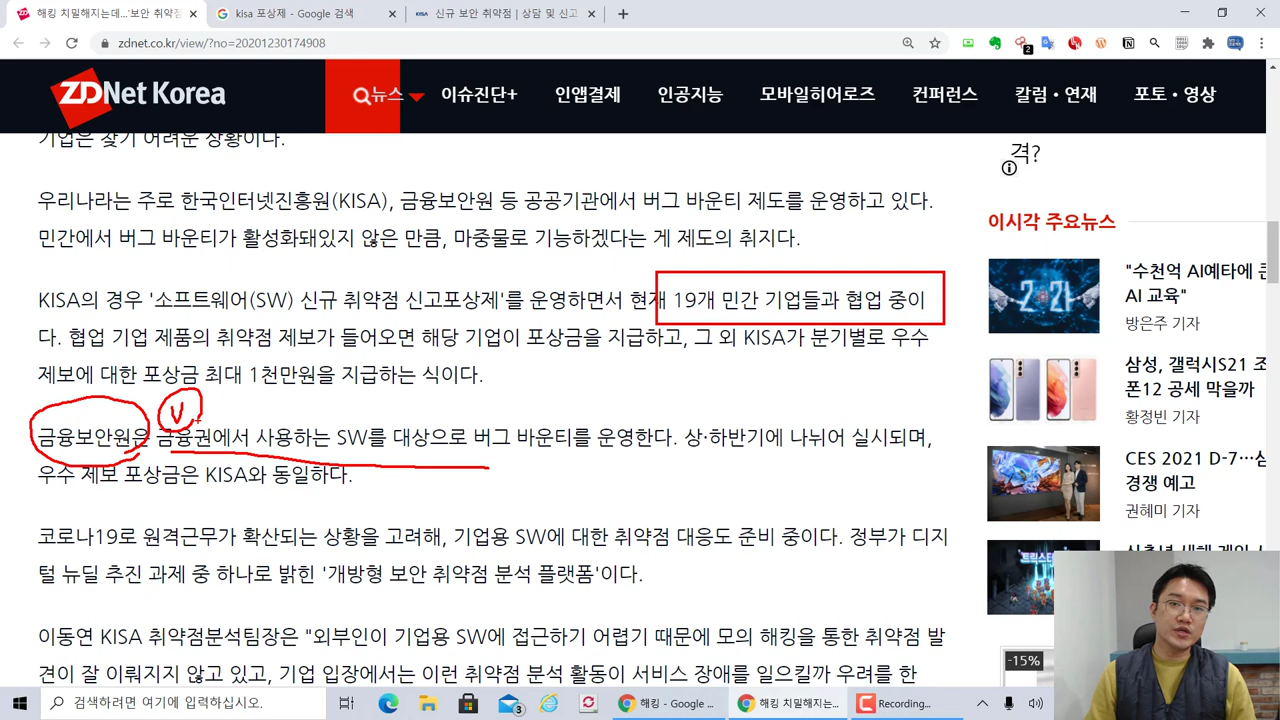 해킹 치밀해지는데...'보안 취약점
kisa 포상제 - Google 검색
KISA 신규 보안 취약점 | 상담 및 신고
zdnet.co.kr/view/?no=20201230174908
2
ZDNet Korea
뉴스
이슈진단+
인앱결제
인공지능
모바일히어로즈
컨퍼런스
칼럼・연재
포토・영상
기업은 찾기 어려운 상황이다.
우리나라는 주로 한국인터넷진흥원(KISA), 금융보안원 등 공공기관에서 버그 바운티 제도를 운영하고 있다.
민간에서 버그 바운티가 활성화돼있지 않은 만큼, 마중물로 기능하겠다는 게 제도의 취지다.
KISA의 경우 '소프트웨어(SW) 신규 취약점 신고포상제'를 운영하면서 현재 19개 민간 기업들과 협업 중이
다. 협업 기업 제품의 취약점 제보가 들어오면 해당 기업이 포상금을 지급하고, 그 외 KISA가 분기별로 우수
제보에 대한 포상금 최대 1천만원을 지급하는 식이다.
V
금융보안원은 금융권에서 사용하는 SW를 대상으로 버그 바운티를 운영한다. 상·하반기에 나뉘어 실시되며,
우수 제보 포상금은 KISA와 동일하다.
코로나19로 원격근무가 확산되는 상황을 고려해, 기업용 SW에 대한 취약점 대응도 준비 중이다. 정부가 디지
털 뉴딜 추진 과제 중 하나로 밝힌 '개방형 보안 취약점 분석 플랫폼'이다.
이동연 KISA 취약점분석팀장은 "외부인이 기업용 SW에 접근하기 어렵기 때문에 모의 해킹을 통한 취약점 발
견이 잘 이뤄지지 않고 있고, 기업 입장에서는 이런 취약점 분석 활동이 서비스 장애를 일으킬까 우려를 한
격?
이시각 주요뉴스
"수천억 AI예타에 큰
AI 교육"
방은주 기자
삼성, 갤럭시S21 조
폰12 공세 막을까
황정빈 기자
CES 2021 D-7…삼
경쟁 예고
권혜미 기자
-15%
검색하려면 여기에 입력하십시오.
3
해킹 - Google ...
해킹 치밀해지는데...
Recording...